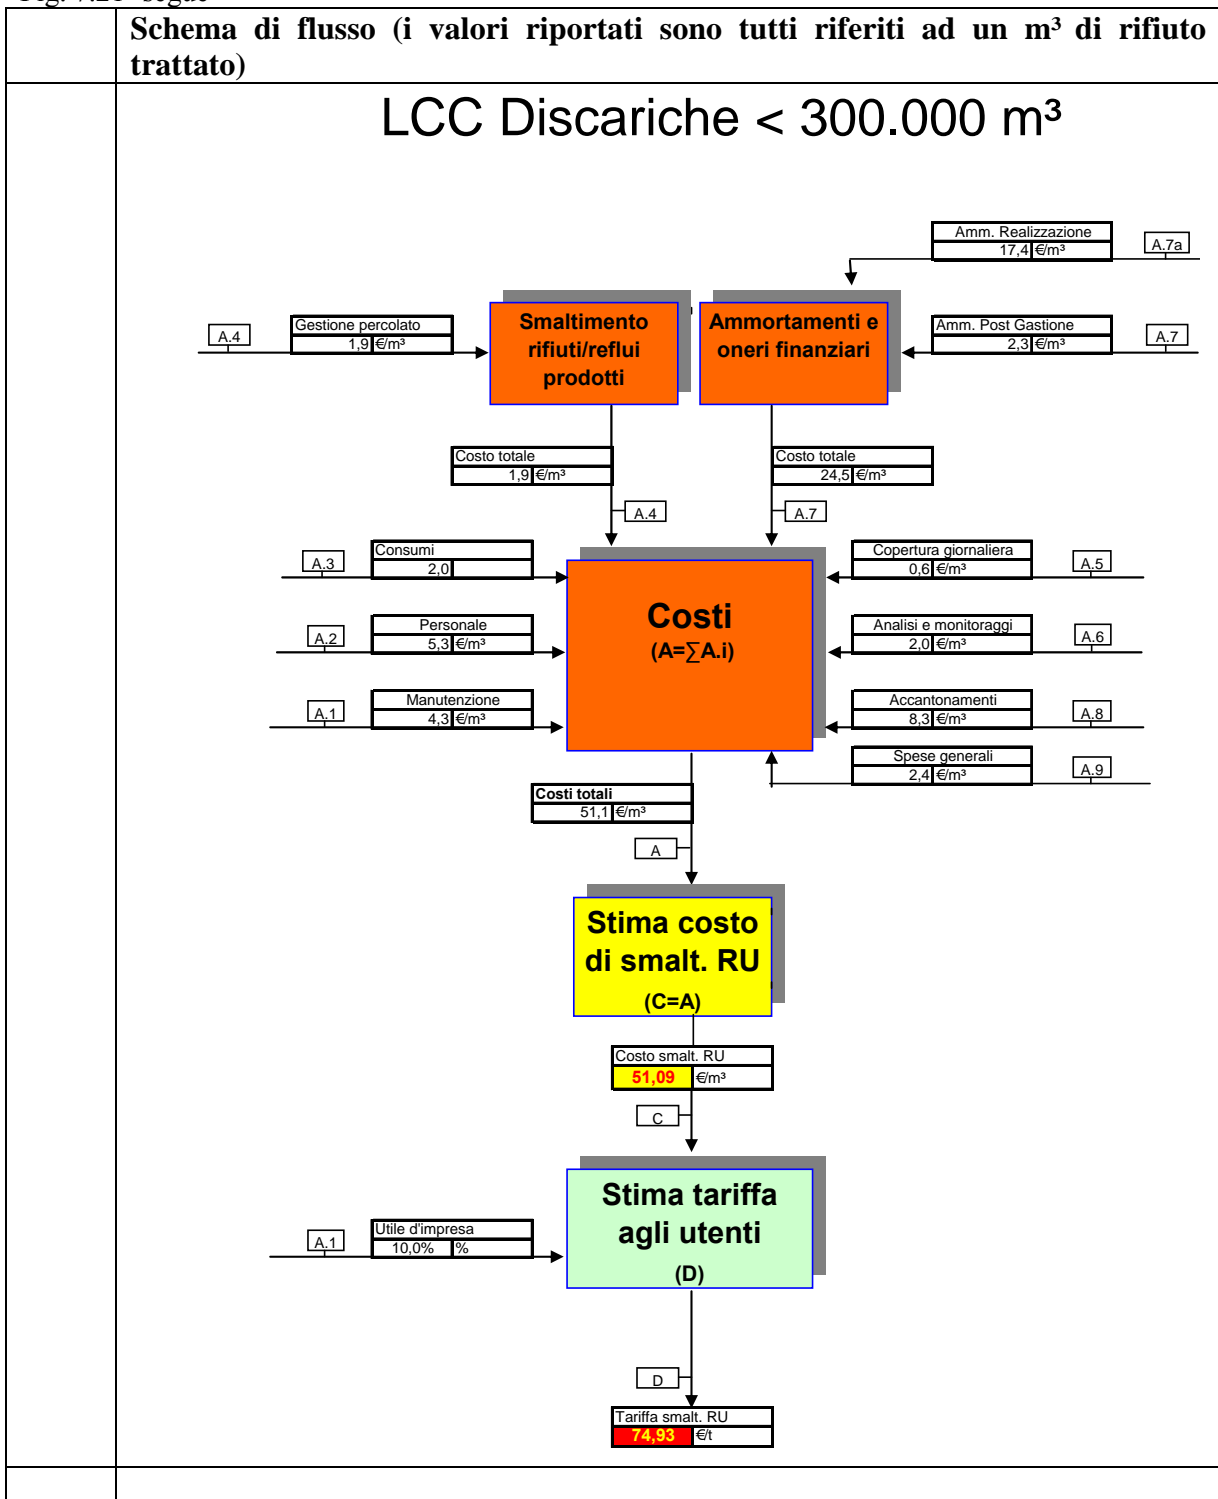 Fig. 7.21 segue
Schema di flusso (i valori riportati sono tutti riferiti ad un m³ di rifiuto
trattato)
LCC Discariche < 300.000 m³
Amm. Realizzazione
17,4 €/m³
A.7a
Gestione percolato
1,9 €/m³
A.4
Smaltimento
rifiuti/reflui
prodotti
Ammortamenti e
oneri finanziari
Amm. Post Gastione
2,3 €/m³
A.7
Costo totale
1,9 €/m³
Costo totale
24,5 €/m³
A.4
A.7
A.3
Consumi
2,0
Copertura giornaliera
0,6 €/m³
A.5
Costi
(A=∑A.i)
A.2
Personale
5,3 €/m³
Analisi e monitoraggi
2,0 €/m³
A.6
A.1
Manutenzione
4,3 €/m³
Accantonamenti
8,3 €/m³
A.8
Spese generali
2,4 €/m³
A.9
Costi totali
51,1 €/m³
A
Stima costo
di smalt. RU
(C=A)
Costo smalt. RU
51,09 €/m³
C
Stima tariffa
agli utenti
(D)
A.1
Utile d'impresa
10,0% %
D
Tariffa smalt. RU
74,93 €/t